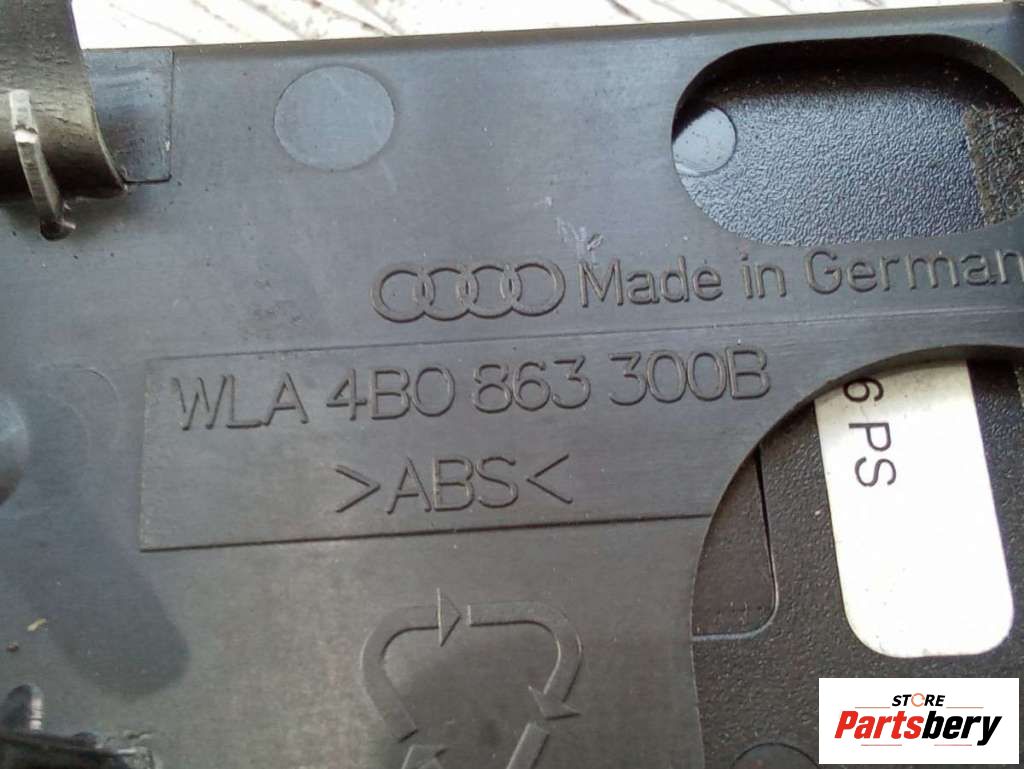 Made in German
WLA 4B0 863 300B
>ABS<
6 PS
STORE
Partsbery